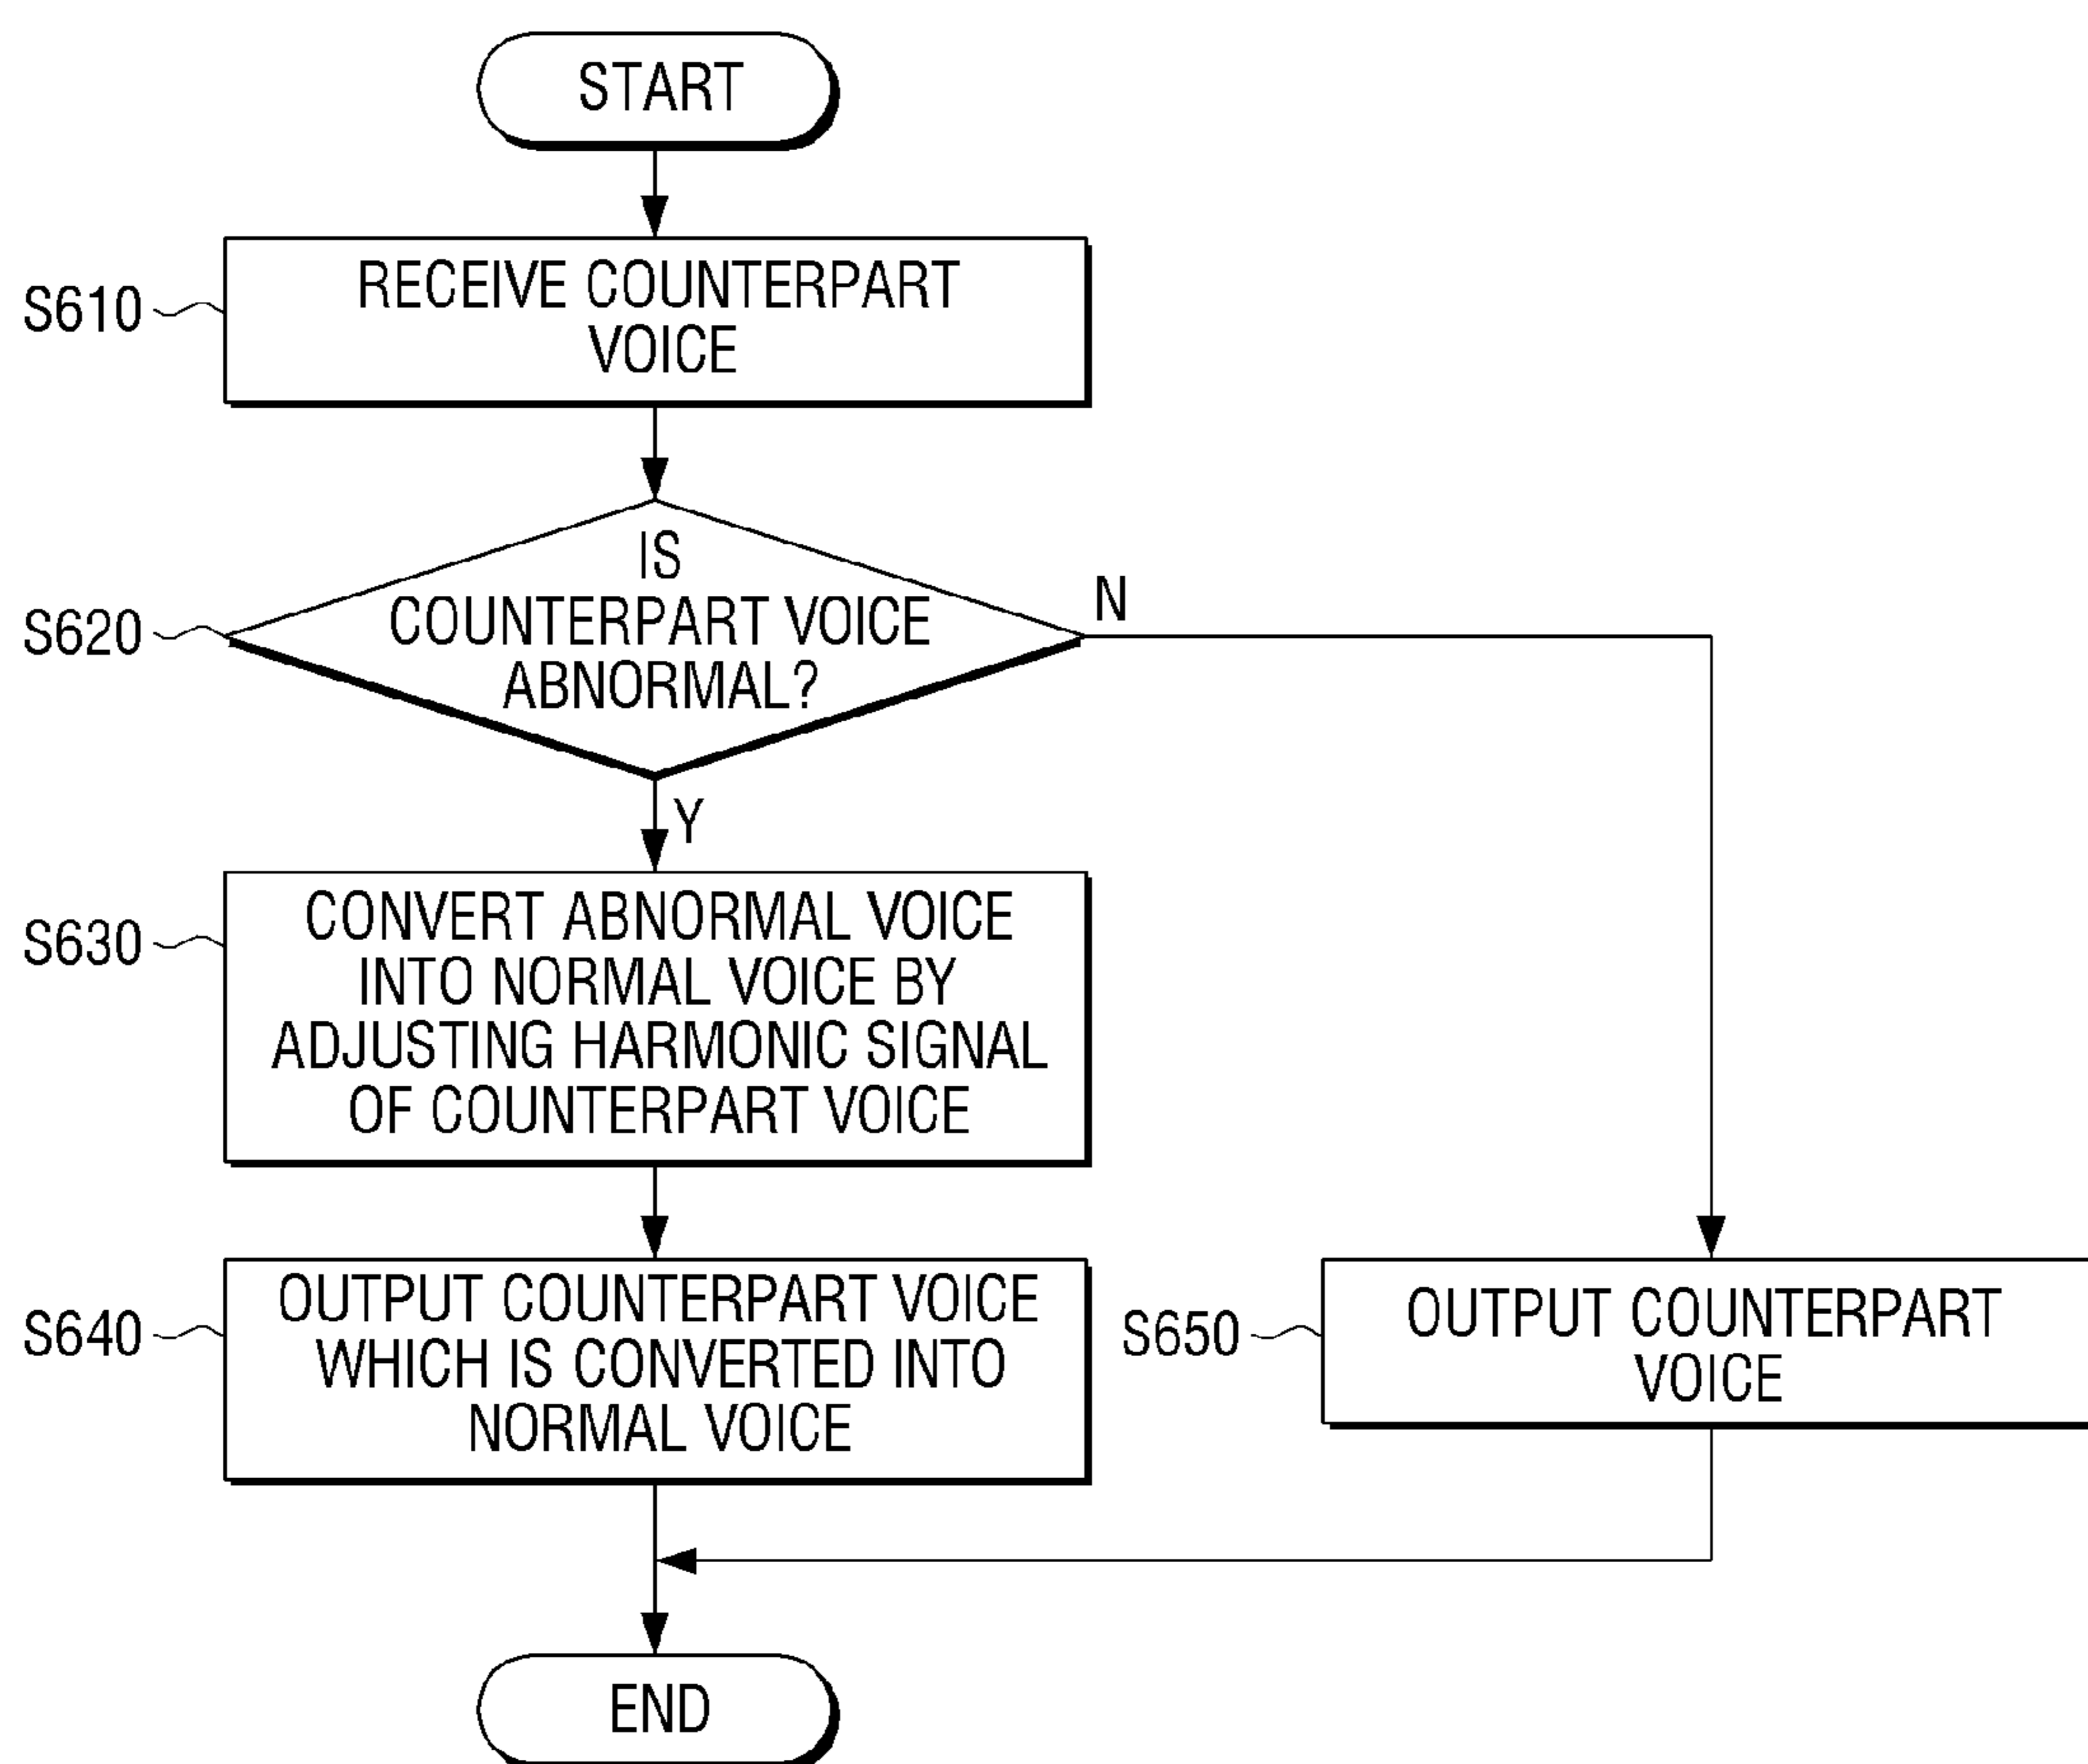 START
S610
RECEIVE COUNTERPART
VOICE
S620
IS
COUNTERPART VOICE
ABNORMAL?
N
Y
S630
CONVERT ABNORMAL VOICE
INTO NORMAL VOICE BY
ADJUSTING HARMONIC SIGNAL
OF COUNTERPART VOICE
S640
OUTPUT COUNTERPART VOICE
WHICH IS CONVERTED INTO
NORMAL VOICE
S650
OUTPUT COUNTERPART
VOICE
END